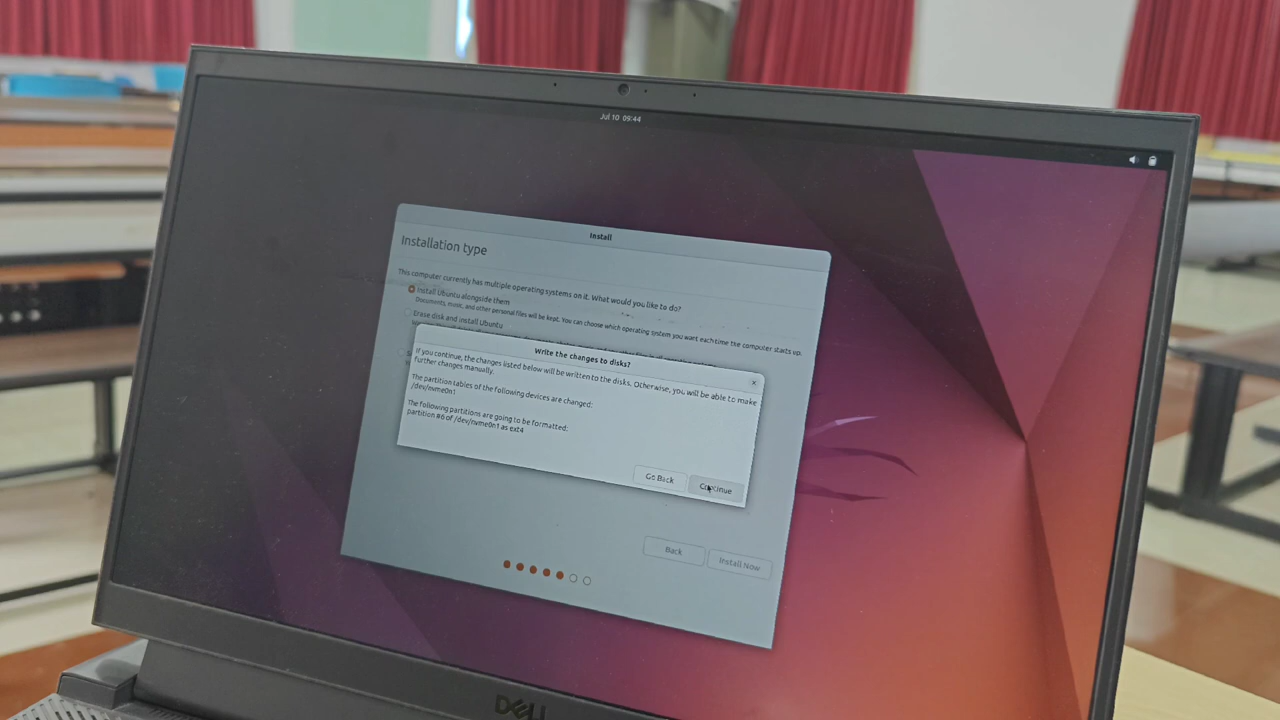 Jul 10 09:44
Install
Installation type
This computer currently has multiple operating systems on it. What would you like to do?
Install Ubuntu alongside them
Documents, music, and other personal files will be kept. You can choose which operating system you want each time the computer starts up.
Erase disk and install Ubuntu
Write the changes to disks?
If you continue, the changes listed below will be written to the disks. Otherwise, you will be able to make
further changes manually.
The partition tables of the following devices are changed:
/dev/nvme0n1
The following partitions are going to be formatted:
partition #6 of /dev/nvme0n1 as ext4
Go Back
Continue
Back
Install Now
DELL